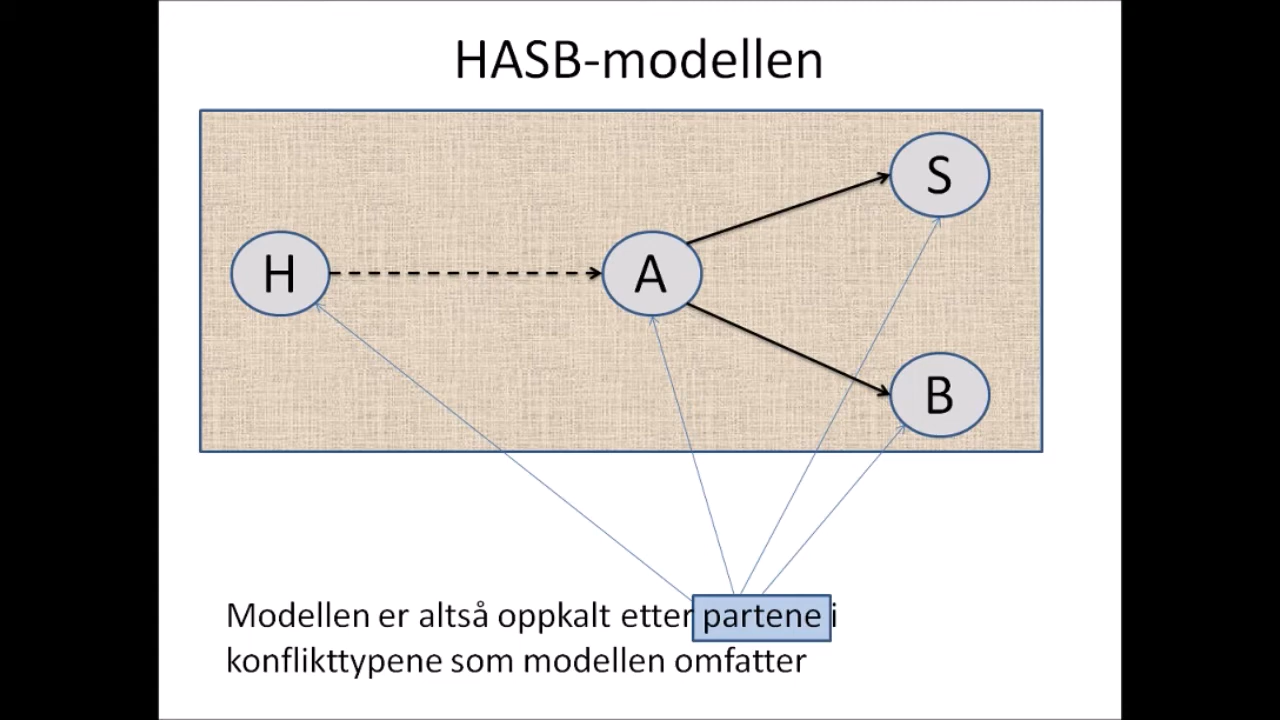 HASB-modellen
S
H
A
B
Modellen er altså oppkalt etter partene i
konflikttypene som modellen omfatter